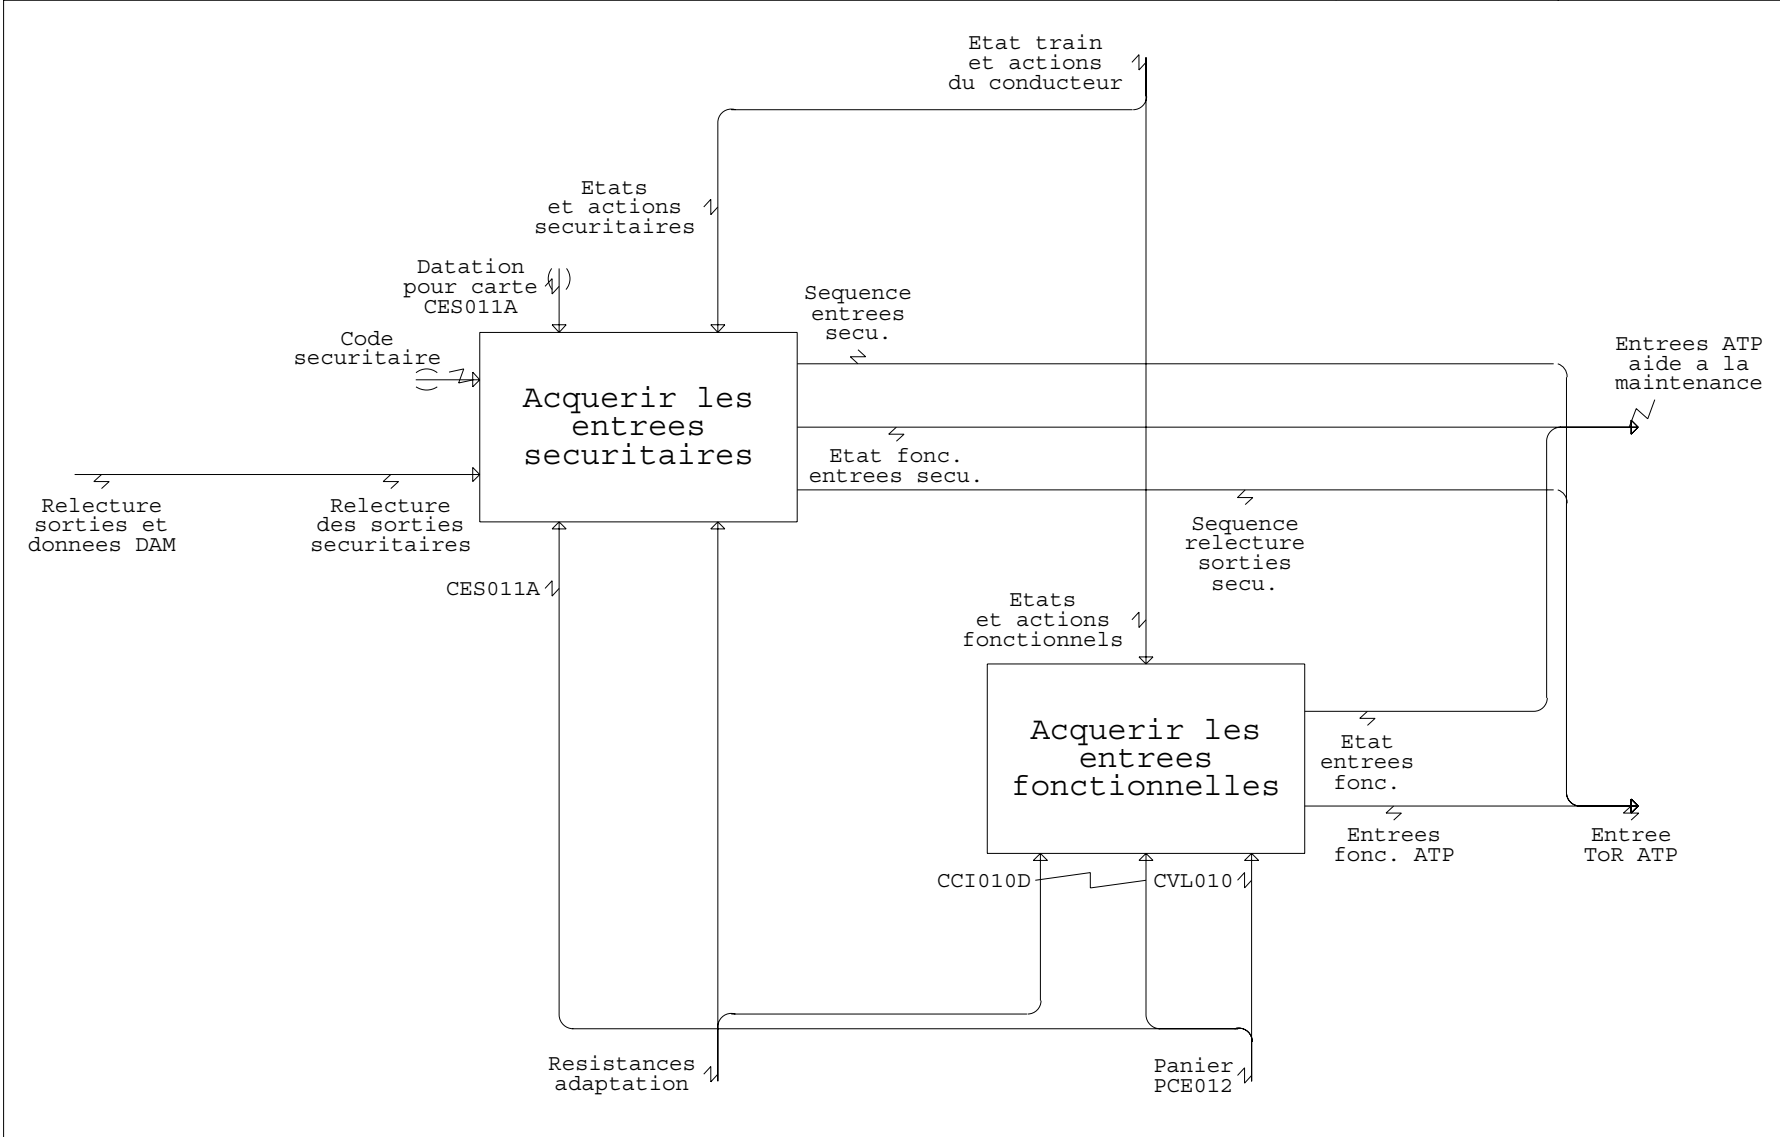 Etat train
et actions
du conducteur
Etats
et actions
securitaires
Datation
pour carte
CES011A
Code
securitaire
Sequence
entrees
secu.
Entrees ATP
aide a la
maintenance
Acquerir les
entrees
securitaires
Etat fonc.
entrees secu.
Relecture
sorties et
donnees DAM
Relecture
des sorties
securitaires
Sequence
relecture
sorties
secu.
CES011A
Etats
et actions
fonctionnels
Acquerir les
entrees
fonctionnelles
Etat
entrees
fonc.
Entrees
fonc. ATP
Entree
ToR ATP
CCI010D
CVL010
Resistances
adaptation
Panier
PCE012